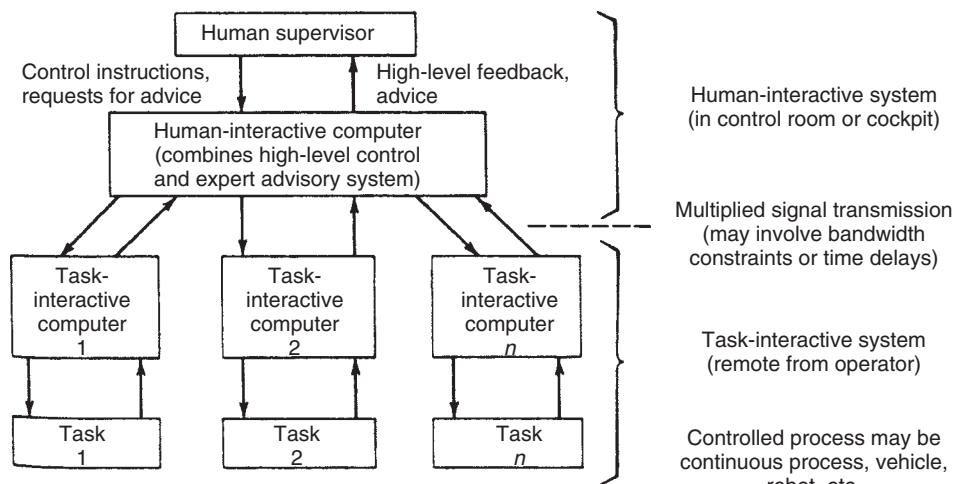 Human supervisor
Control instructions,
requests for advice
High-level feedback,
advice
Human-interactive computer
(combines high-level control
and expert advisory system)
Human-interactive system
(in control room or cockpit)
Multiplied signal transmission
(may involve bandwidth
constraints or time delays)
Task-
interactive
computer
1
Task-
interactive
computer
2
Task-
interactive
computer
n
Task-interactive system
(remote from operator)
Task
1
Task
2
Task
n
Controlled process may be
continuous process, vehicle,
robot, etc.